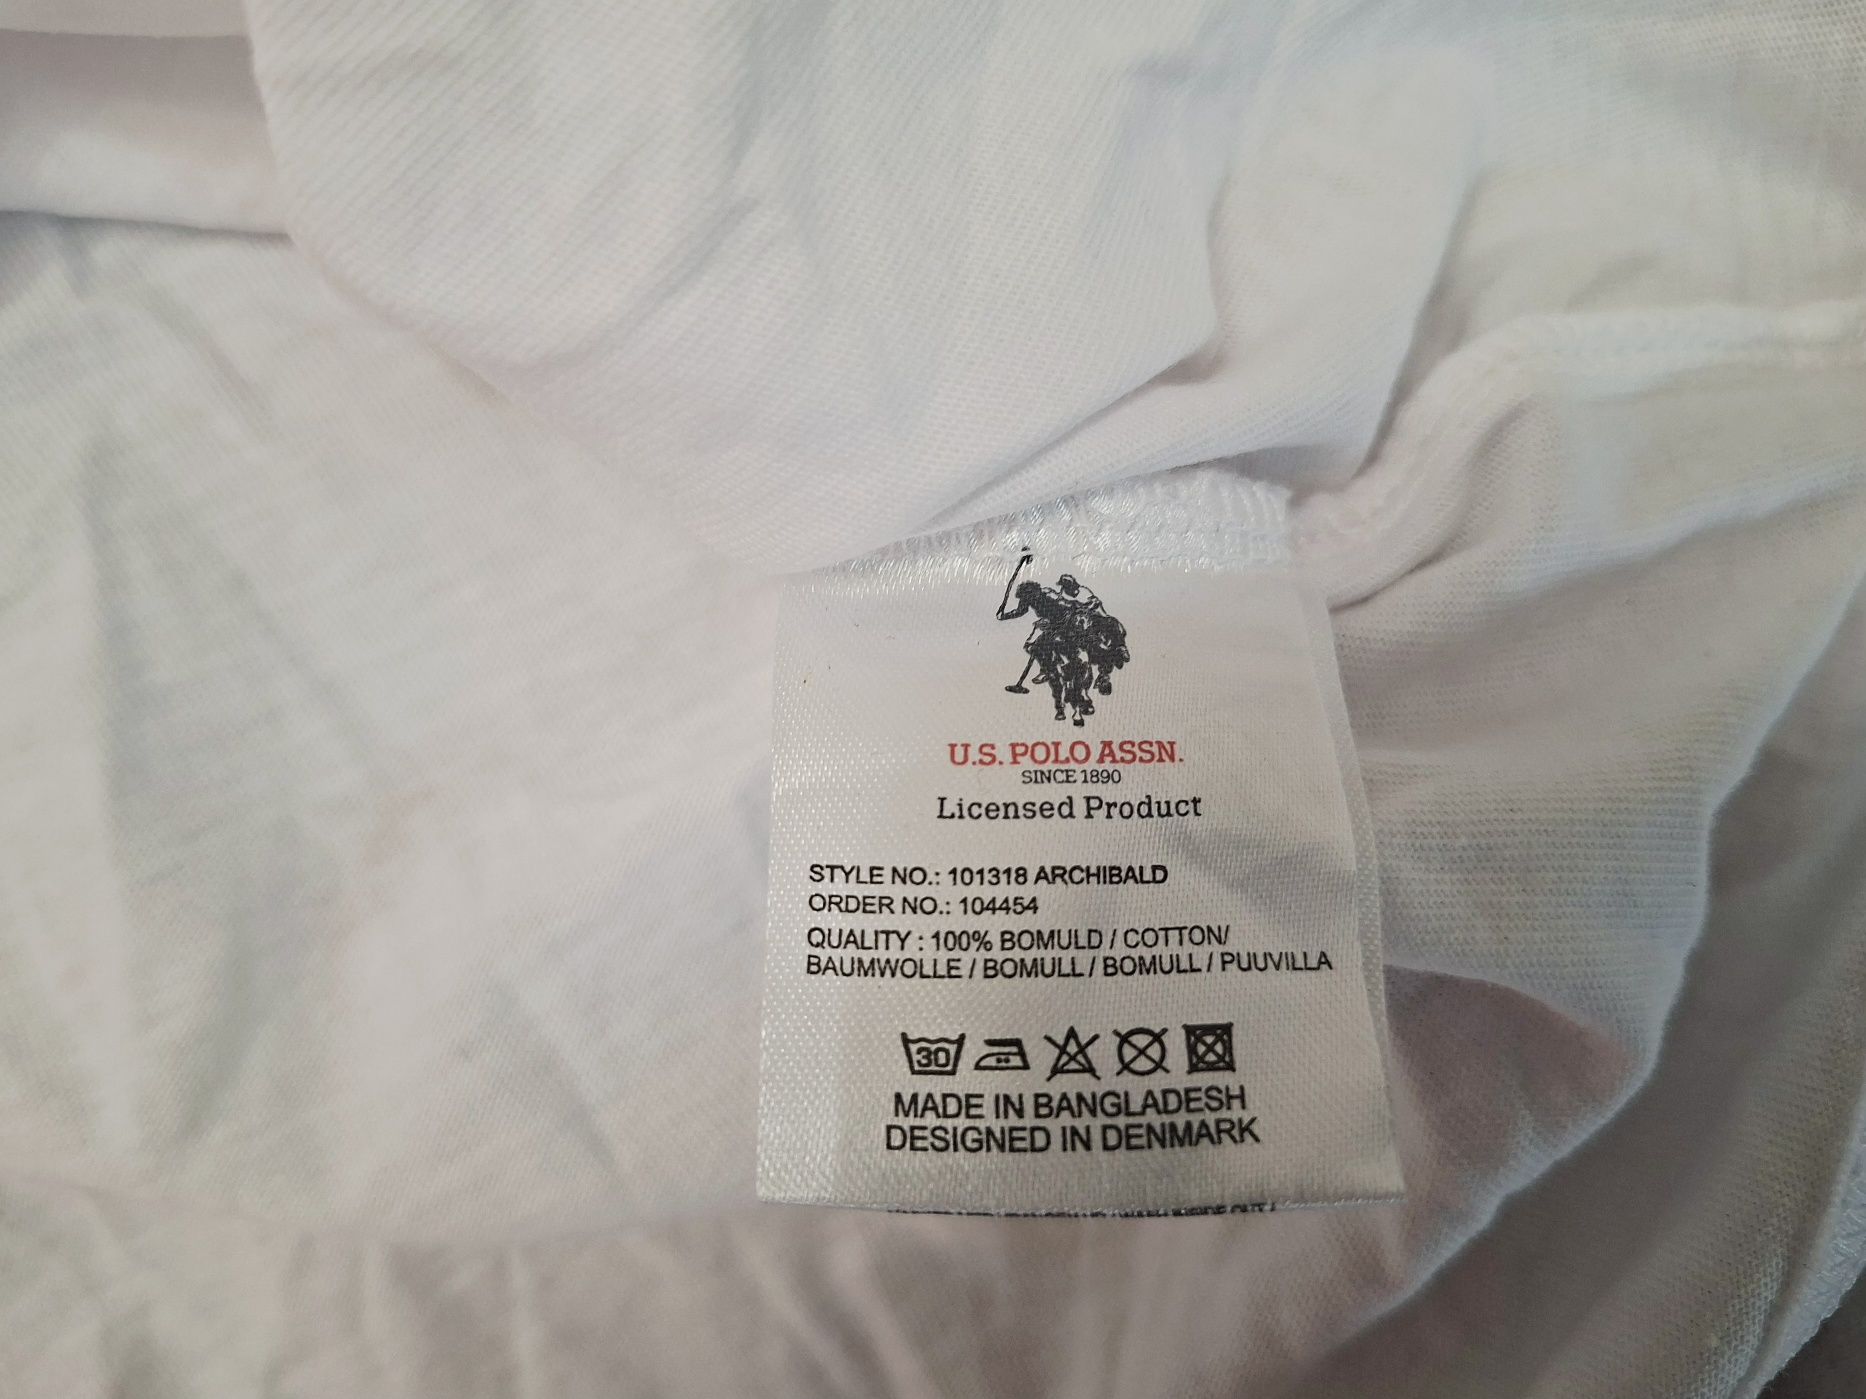 U.S. POLO ASSN.
SINCE 1890
Licensed Product
STYLE NO.: 101318 ARCHIBALD
ORDER NO.: 104454
QUALITY : 100% BOMULD / COTTON/
BAUMWOLLE / BOMULL / BOMULL / PUUVILLA
30
MADE IN BANGLADESH
DESIGNED IN DENMARK